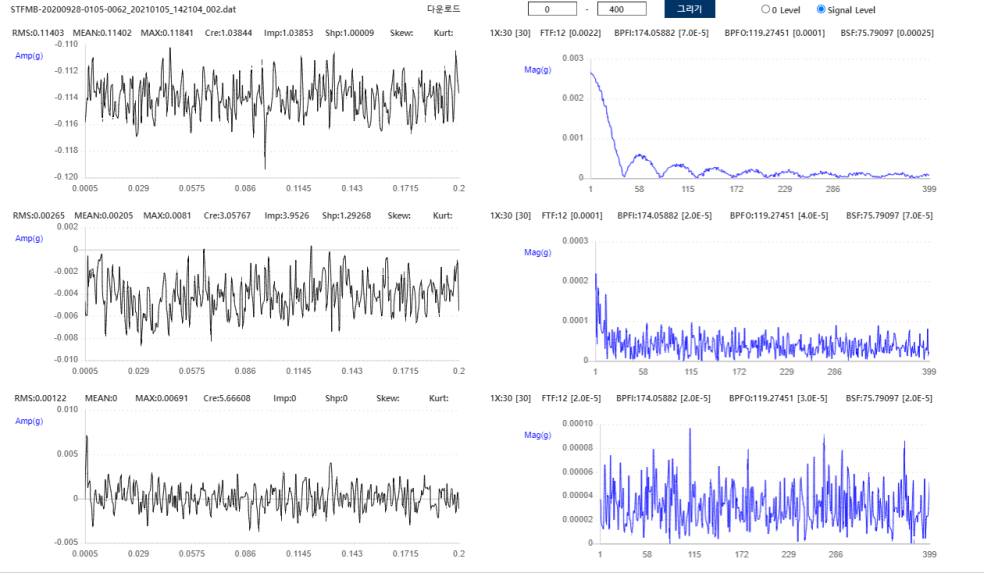 STFMB-20200928-0105-0062_20210105_142104_002.dat 다운로드 0 - 400 그리기 0 Level Signal Level
RMS:0.11403 MEAN:0.11402 MAX:0.11841 Cre:1.03844 Imp:1.03853 Shp:1.00009 Skew: Kurt:
Amp(g)
-0.110
-0.112
-0.114
-0.116
-0.118
-0.120
0.0005 0.029 0.0575 0.086 0.1145 0.143 0.1715 0.2
1X:30 [30] FTF:12 [0.0022] BPFI:174.05882 [7.0E-5] BPFO:119.27451 [0.0001] BSF:75.79097 [0.00025]
Mag(g)
0.003
0.002
0.001
0
1 58 115 172 229 286 399
RMS:0.00265 MEAN:0.00205 MAX:0.0081 Cre:3.05767 Imp:3.9526 Shp:1.29268 Skew: Kurt:
Amp(g)
0.002
0
-0.002
-0.004
-0.006
-0.008
-0.010
0.0005 0.029 0.0575 0.086 0.1145 0.143 0.1715 0.2
1X:30 [30] FTF:12 [0.0001] BPFI:174.05882 [2.0E-5] BPFO:119.27451 [4.0E-5] BSF:75.79097 [7.0E-5]
Mag(g)
0.0003
0.0002
0.0001
0
1 58 115 172 229 286 399
RMS:0.00122 MEAN:0 MAX:0.00691 Cre:5.66608 Imp:0 Shp:0 Skew: Kurt:
Amp(g)
0.010
0.005
0
-0.005
0.0005 0.029 0.0575 0.086 0.1145 0.143 0.1715 0.2
1X:30 [30] FTF:12 [2.0E-5] BPFI:174.05882 [2.0E-5] BPFO:119.27451 [3.0E-5] BSF:75.79097 [2.0E-5]
Mag(g)
0.00010
0.00008
0.00006
0.00004
0.00002
0
1 58 115 172 229 286 399